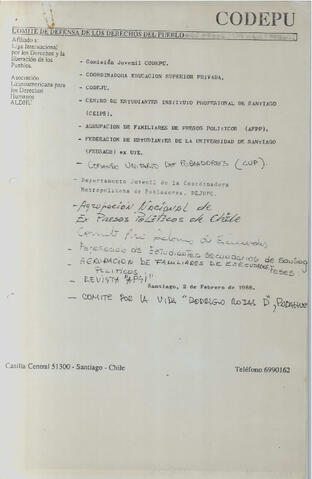 CODEPU
COMITE DE DEFENSA DE LOS DERECHOS DEL PUEBLO
Afiliado a:
Liga Internacional
por los Derechos y la
liberación de los
Pueblos.
Asociación
Latinoamericana para
los Derechos
Humanos
ALDHU
- Comisión Juvenil CODEPU.
- COORDINADORA EDUCACION SUPERIOR PRIVADA,
- CODEJU.
- CENTRO DE ESTUDIANTES INSTITUTO PROFESIONAL DE SANTIAGO
(CEIPS),
- AGRUPACION DE FAMILIARES DE PRESOS POLITICOS (AFPP),
- FEDERACION DE ESTUDIANTES DE LA UNIVERSIDAD DE SANTIAGO
(FEUSACH) ex UTE.
- COMANDO UNITARIO DE POBLADORES (CUP).
- Departamento Juvenil de la Coordinadora
Metropolitana de Pobladores, DEJUPO.
- Agrupación Nacional de
Ex Presos Políticos de Chile
Comité Pro
- FEDERACION DE ESTUDIANTES SECUNDARIOS DE SANTIAGO
- AGRUPACION DE FAMILIARES DE EJECUTADOS
POLITICOS
- REVISTA "APSI"
Santiago, 2 de Febrero de 1988.
- COMITE POR LA VIDA "RODRIGO ROJAS D",
Casilla Central 51300 - Santiago - Chile
Teléfono 6990162